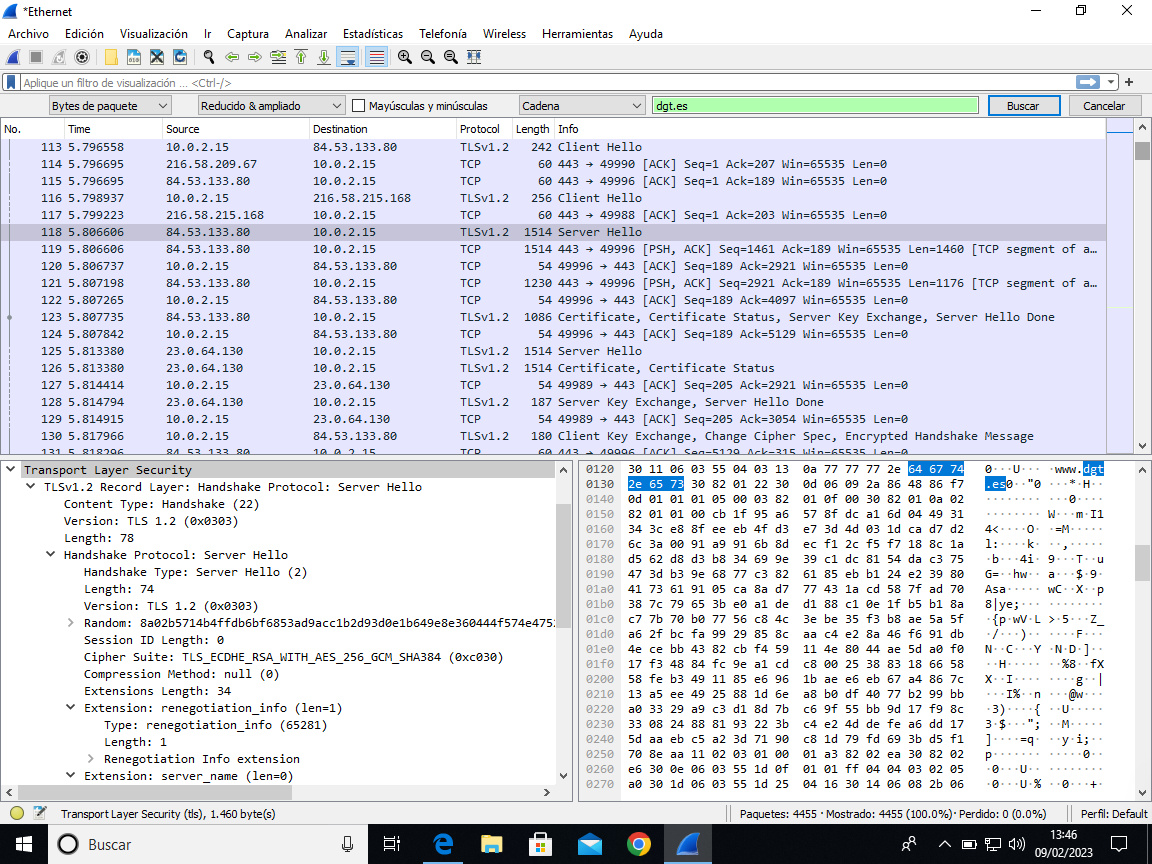 *Ethernet
Archivo Edición Visualización Ir Captura Analizar Estadísticas Telefonía Wireless Herramientas Ayuda
Aplique un filtro de visualización ... <Ctrl-/>
Bytes de paquete Reducido & ampliado Mayúsculas y minúsculas Cadena dgt.es Buscar Cancelar
No. Time Source Destination Protocol Length Info
113 5.796558 10.0.2.15 84.53.133.80 TLSv1.2 242 Client Hello
114 5.796695 216.58.209.67 10.0.2.15 TCP 60 443 → 49990 [ACK] Seq=1 Ack=207 Win=65535 Len=0
115 5.796695 84.53.133.80 10.0.2.15 TCP 60 443 → 49996 [ACK] Seq=1 Ack=189 Win=65535 Len=0
116 5.798937 10.0.2.15 216.58.215.168 TLSv1.2 256 Client Hello
117 5.799223 216.58.215.168 10.0.2.15 TCP 60 443 → 49988 [ACK] Seq=1 Ack=203 Win=65535 Len=0
118 5.806606 84.53.133.80 10.0.2.15 TLSv1.2 1514 Server Hello
119 5.806606 84.53.133.80 10.0.2.15 TCP 1514 443 → 49996 [PSH, ACK] Seq=1461 Ack=189 Win=65535 Len=1460 [TCP segment of a…
120 5.806737 10.0.2.15 84.53.133.80 TCP 54 49996 → 443 [ACK] Seq=189 Ack=2921 Win=65535 Len=0
121 5.807198 84.53.133.80 10.0.2.15 TCP 1230 443 → 49996 [PSH, ACK] Seq=2921 Ack=189 Win=65535 Len=1176 [TCP segment of a…
122 5.807265 10.0.2.15 84.53.133.80 TCP 54 49996 → 443 [ACK] Seq=189 Ack=4097 Win=65535 Len=0
123 5.807735 84.53.133.80 10.0.2.15 TLSv1.2 1086 Certificate, Certificate Status, Server Key Exchange, Server Hello Done
124 5.807842 10.0.2.15 84.53.133.80 TCP 54 49996 → 443 [ACK] Seq=189 Ack=5129 Win=65535 Len=0
125 5.813380 23.0.64.130 10.0.2.15 TLSv1.2 1514 Server Hello
126 5.813380 23.0.64.130 10.0.2.15 TLSv1.2 1514 Certificate, Certificate Status
127 5.814414 10.0.2.15 23.0.64.130 TCP 54 49989 → 443 [ACK] Seq=205 Ack=2921 Win=65535 Len=0
128 5.814794 23.0.64.130 10.0.2.15 TLSv1.2 187 Server Key Exchange, Server Hello Done
129 5.814915 10.0.2.15 23.0.64.130 TCP 54 49989 → 443 [ACK] Seq=205 Ack=3054 Win=65535 Len=0
130 5.817966 10.0.2.15 84.53.133.80 TLSv1.2 180 Client Key Exchange, Change Cipher Spec, Encrypted Handshake Message
Transport Layer Security
TLSv1.2 Record Layer: Handshake Protocol: Server Hello
Content Type: Handshake (22)
Version: TLS 1.2 (0x0303)
Length: 78
Handshake Protocol: Server Hello
Handshake Type: Server Hello (2)
Length: 74
Version: TLS 1.2 (0x0303)
Random: 8a02b5714b4ffdb6bf6853ad9acc1b2d93d0e1b649e8e360444f574e475
Session ID Length: 0
Cipher Suite: TLS_ECDHE_RSA_WITH_AES_256_GCM_SHA384 (0xc030)
Compression Method: null (0)
Extensions Length: 34
Extension: renegotiation_info (len=1)
Type: renegotiation_info (65281)
Length: 1
Renegotiation Info extension
Extension: server_name (len=0)
0120 30 11 06 03 55 04 03 13 0a 77 77 77 2e 64 67 74 0···U··· ·www.dgt
0130 2e 65 73 30 82 01 22 30 0d 06 09 2a 86 48 86 f7 .es0··"0 ···*·H··
0140 0d 01 01 01 05 00 03 82 01 0f 00 30 82 01 0a 02 ········ ···0····
0150 82 01 01 00 cb 1f 95 a6 57 8f dc a1 6d 04 49 31 ········ W···m·I1
0160 34 3c e8 8f ee eb 4f d3 e7 3d 4d 03 1d ca d7 d2 4<····O· ·=M·····
0170 6c 3a 00 91 a9 91 6b 8d ec f1 2c f5 f7 18 8c 1a l:····k· ··,·····
0180 d5 62 d8 d3 b8 34 69 9e 39 c1 dc 81 54 da c3 75 ·b···4i· 9···T··u
0190 47 3d b3 9e 68 77 c3 82 61 85 eb b1 24 e2 39 80 G=··hw·· a···$·9·
01a0 41 73 61 91 05 ca 8a d7 77 43 1a cd 58 7f ad 70 Asa····· wC··X··p
01b0 38 7c 79 65 3b e0 a1 de d1 88 c1 0e 1f b5 b1 8a 8|ye;··· ········
01c0 c7 7b 70 b0 77 56 c8 4c 3e be 35 f3 b8 ae 5a 5f ·{p·wV·L >·5···Z_
01d0 a6 2f bc fa 99 29 85 8c aa c4 e2 8a 46 f6 91 db ·/···)·· ····F···
01e0 4e ce bb 43 82 cb f4 59 11 4e 80 44 ae 5d a0 f0 N··C···Y ·N·D·]··
01f0 17 f3 48 84 fc 9e a1 cd c8 00 25 38 83 18 66 58 ··H····· ··%8··fX
0200 58 fe b3 49 11 85 e6 96 1b ae e6 eb 67 a4 86 7c X··I···· ····g··|
0210 13 a5 ee 49 25 88 1d 6e a8 b0 df 40 77 b2 99 bb ···I%··n ···@w···
0220 a0 33 29 a9 c3 d1 8d 7b c6 9f 55 bb 9d 17 f9 8c ·3)····{ ··U·····
0230 33 08 24 88 81 93 22 3b c4 e2 4d de fe a6 dd 17 3·$···"; ··M·····
0240 5d aa eb c5 a2 3d 71 90 c8 1d 79 fd 69 3b d5 f1 ]····=q· ··y·i;··
0250 70 8e aa 11 02 03 01 00 01 a3 82 02 ea 30 82 02 p······· ·····0··
0260 e6 30 0e 06 03 55 1d 0f 01 01 ff 04 04 03 02 05 ·0···U·· ········
0270 a0 30 1d 06 03 55 1d 25 04 16 30 14 06 08 2b 06 ·0···U·% ··0···+·
Transport Layer Security (tls), 1.460 byte(s) Paquetes: 4455 · Mostrado: 4455 (100.0%)· Perdido: 0 (0.0%) Perfil: Default
Buscar 13:46
09/02/2023